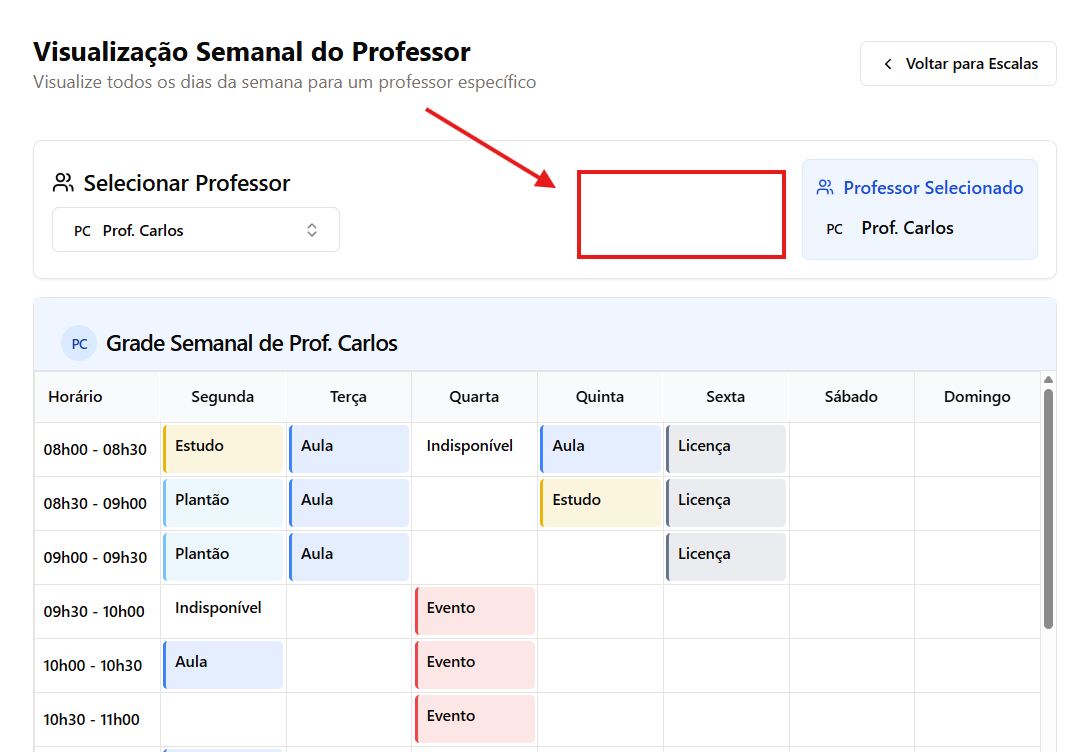 Visualização Semanal do Professor
Visualize todos os dias da semana para um professor específico
Voltar para Escalas
Selecionar Professor
PC Prof. Carlos
Professor Selecionado
PC Prof. Carlos
PC Grade Semanal de Prof. Carlos
Horário Segunda Terça Quarta Quinta Sexta Sábado Domingo
08h00 - 08h30 Estudo Aula Indisponível Aula Licença
08h30 - 09h00 Plantão Aula Estudo Licença
09h00 - 09h30 Plantão Aula Licença
09h30 - 10h00 Indisponível Evento
10h00 - 10h30 Aula Evento
10h30 - 11h00 Evento